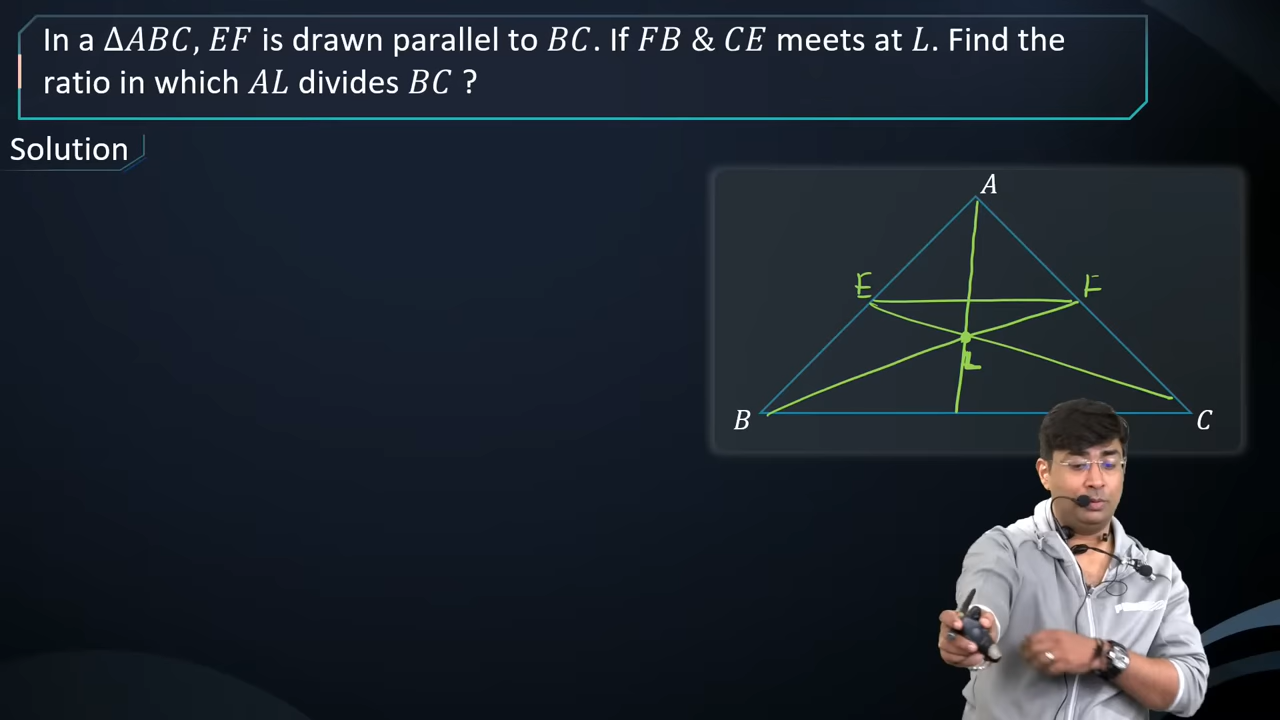 In a ΔABC, EF is drawn parallel to BC. If FB & CE meets at L. Find the
ratio in which AL divides BC ?
Solution
A
E
F
L
B
C